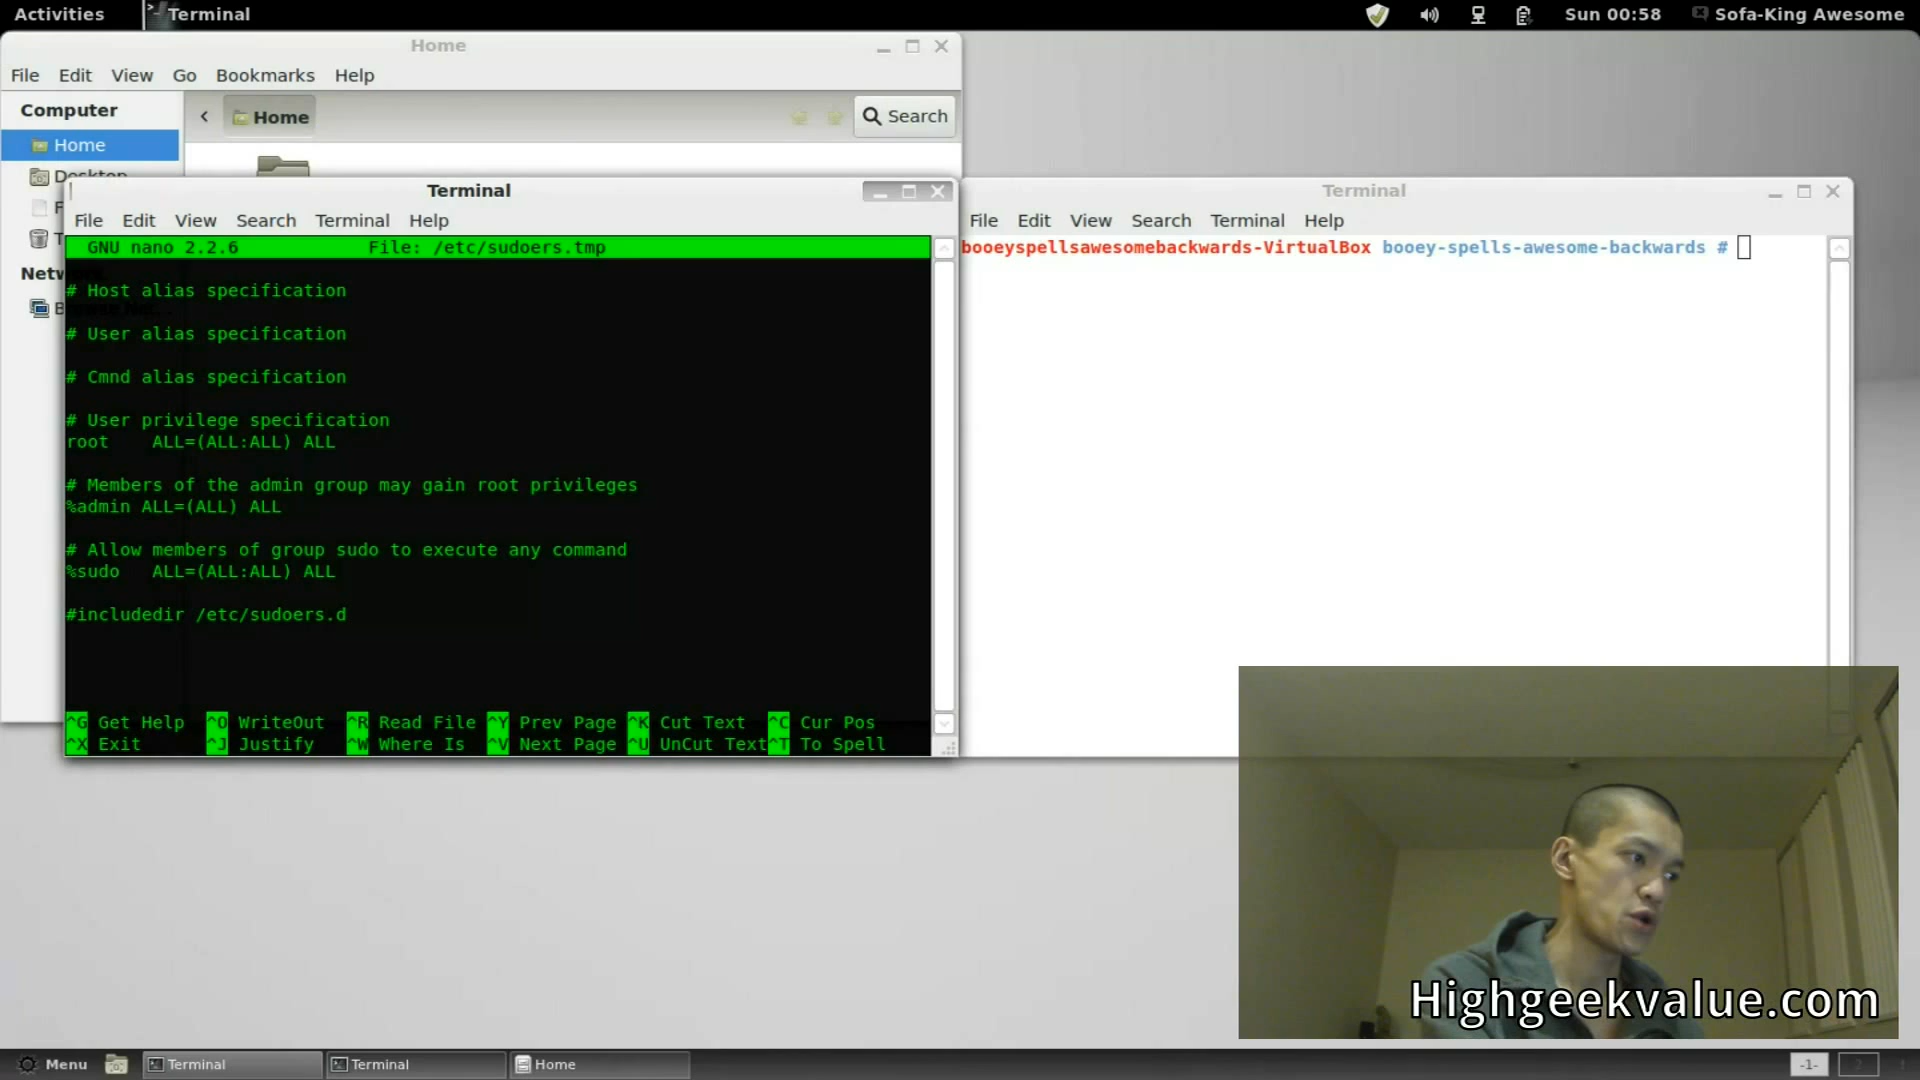 Activities
Terminal
Sun 00:58
Sofa-King Awesome
Home
File Edit View Go Bookmarks Help
Computer
Home
Search
Home
Desktop
Terminal
File Edit View Search Terminal Help
GNU nano 2.2.6 File: /etc/sudoers.tmp
# Host alias specification
# User alias specification
# Cmnd alias specification
# User privilege specification
root ALL=(ALL:ALL) ALL
# Members of the admin group may gain root privileges
%admin ALL=(ALL) ALL
# Allow members of group sudo to execute any command
%sudo ALL=(ALL:ALL) ALL
#includedir /etc/sudoers.d
^G Get Help ^O WriteOut ^R Read File ^Y Prev Page ^K Cut Text ^C Cur Pos
^X Exit ^J Justify ^W Where Is ^V Next Page ^U UnCut Text ^T To Spell
Terminal
File Edit View Search Terminal Help
booeyspellsawesomebackwards-VirtualBox booey-spells-awesome-backwards #
Highgeekvalue.com
Menu
Terminal
Terminal
Home
-1-
2